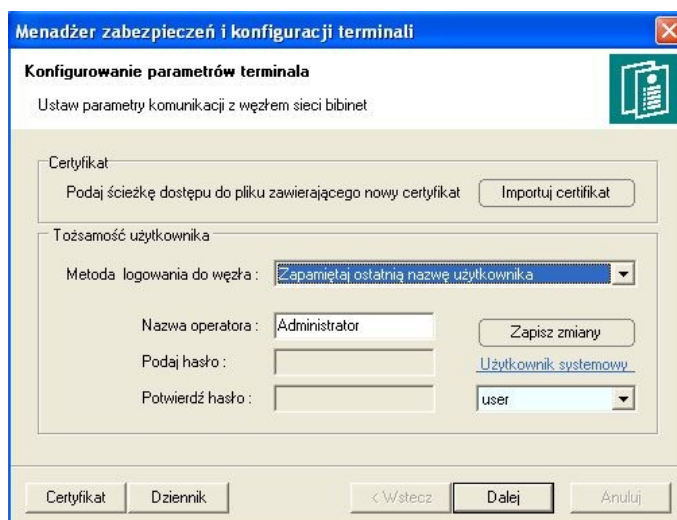 Menadżer zabezpieczeń i konfiguracji terminali
Konfigurowanie parametrów terminala
Ustaw parametry komunikacji z węzłem sieci bibinet
Certyfikat
Podaj ścieżkę dostępu do pliku zawierającego nowy certyfikat
Importuj certifikat
Tożsamość użytkownika
Metoda logowania do węzła :
Zapamiętaj ostatnią nazwę użytkownika
Nazwa operatora :
Administrator
Zapisz zmiany
Podaj hasło :
Użytkownik systemowy
Potwierdź hasło :
user
Certyfikat
Dziennik
< Wstecz
Dalej
Anuluj